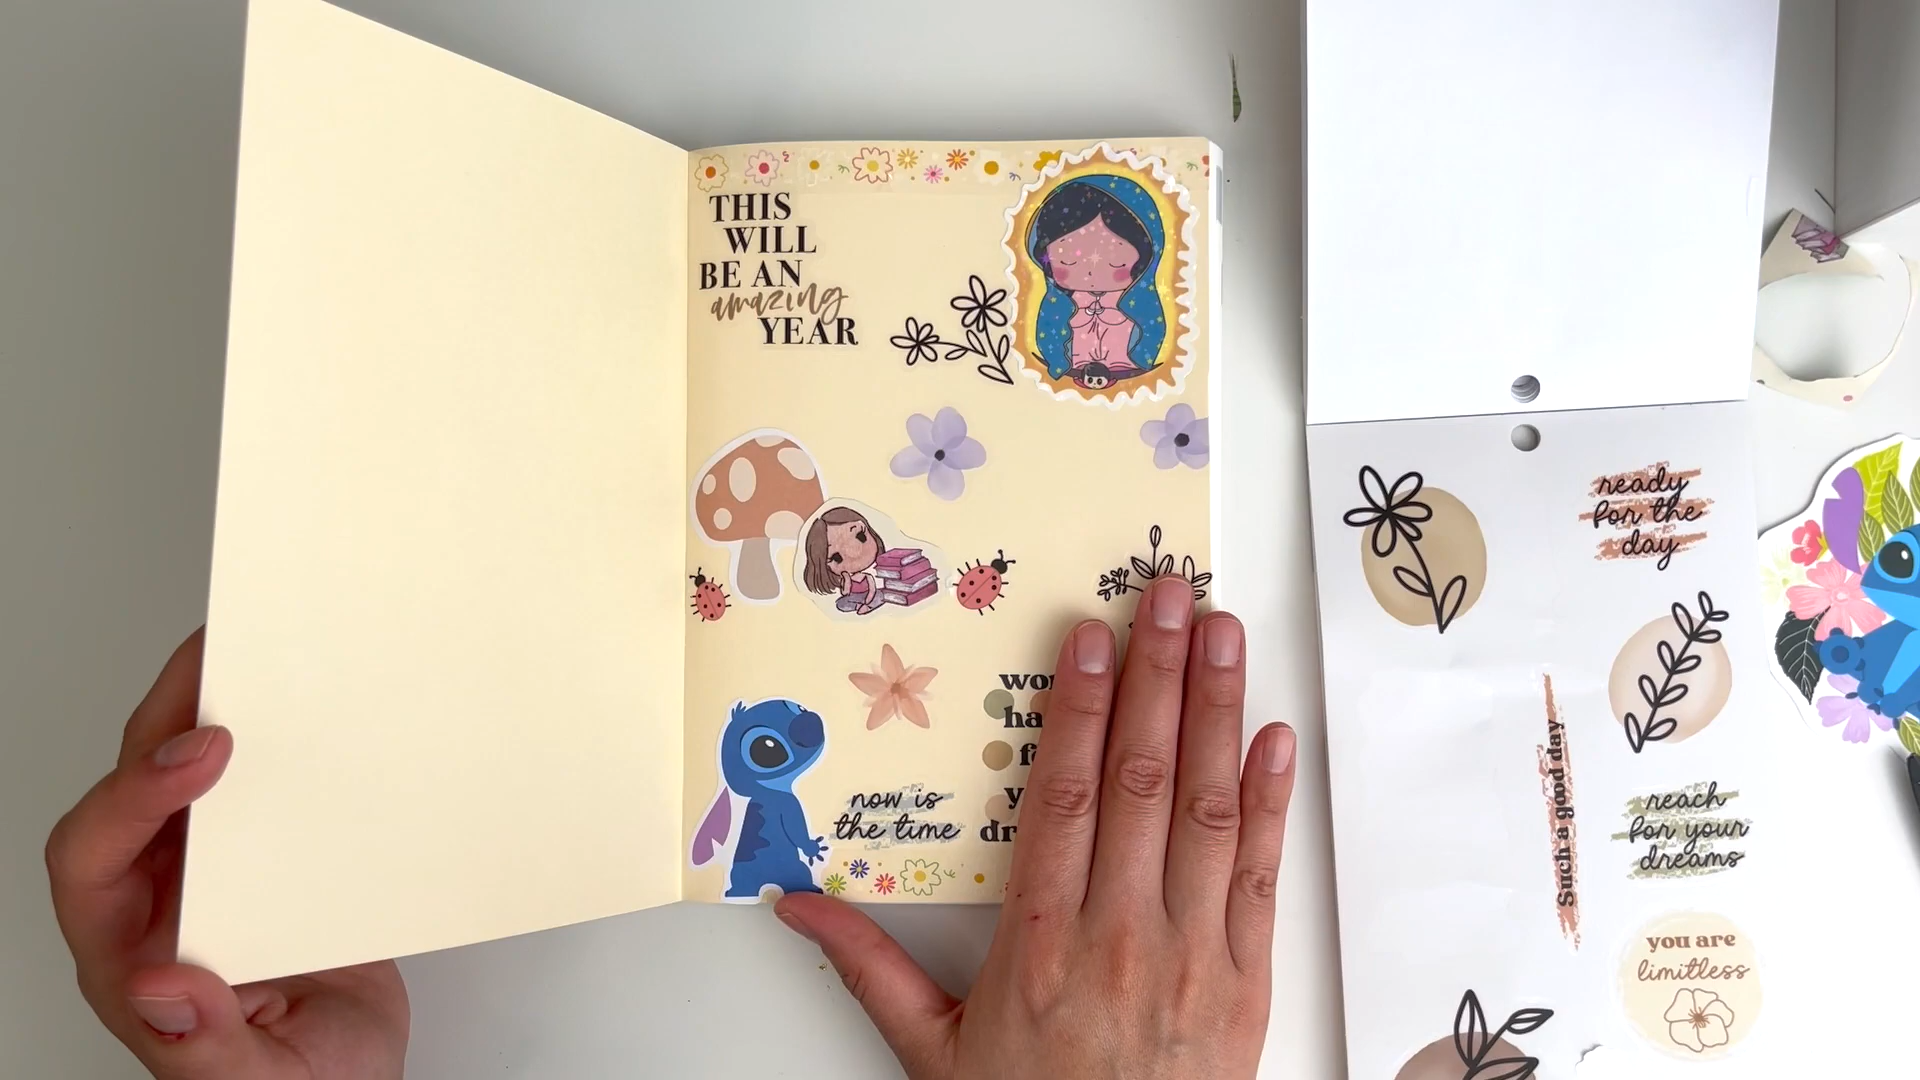 THIS
WILL
BE AN
amazing
YEAR
now is
the time
ready
for the
day
Such a good day
reach
for your
dreams
you are
limitless